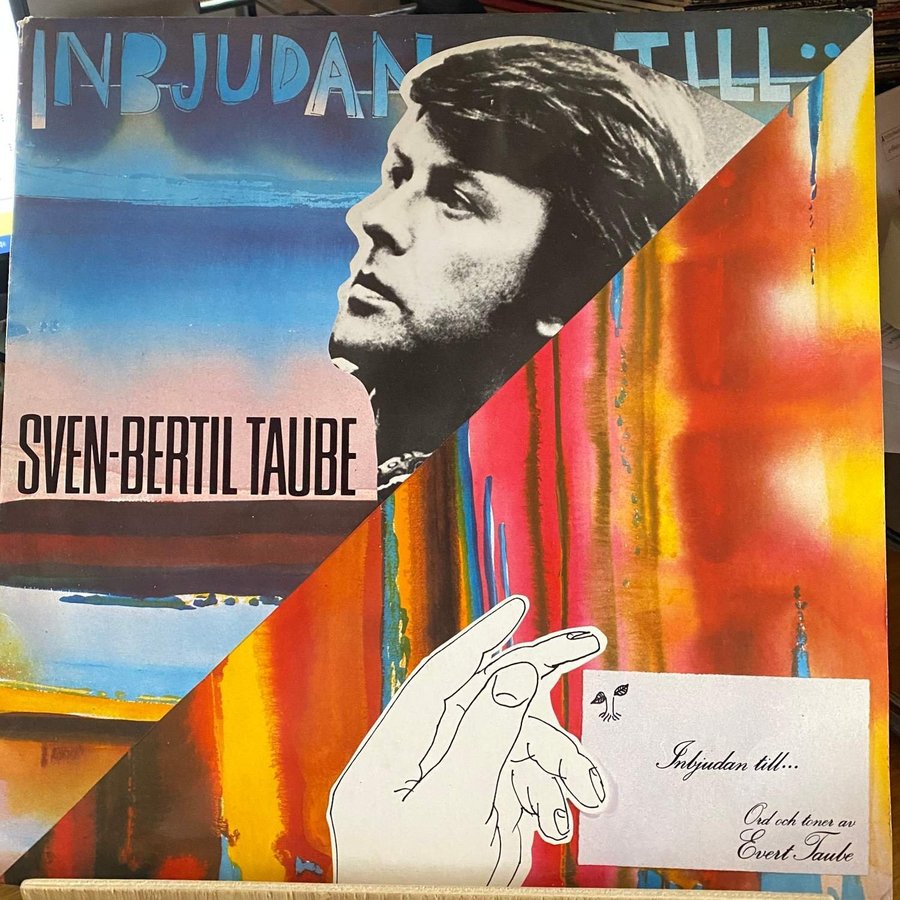 INBJUDAN TILL..
SVEN-BERTIL TAUBE
Inbjudan till...
Ord och toner av
Evert Taube